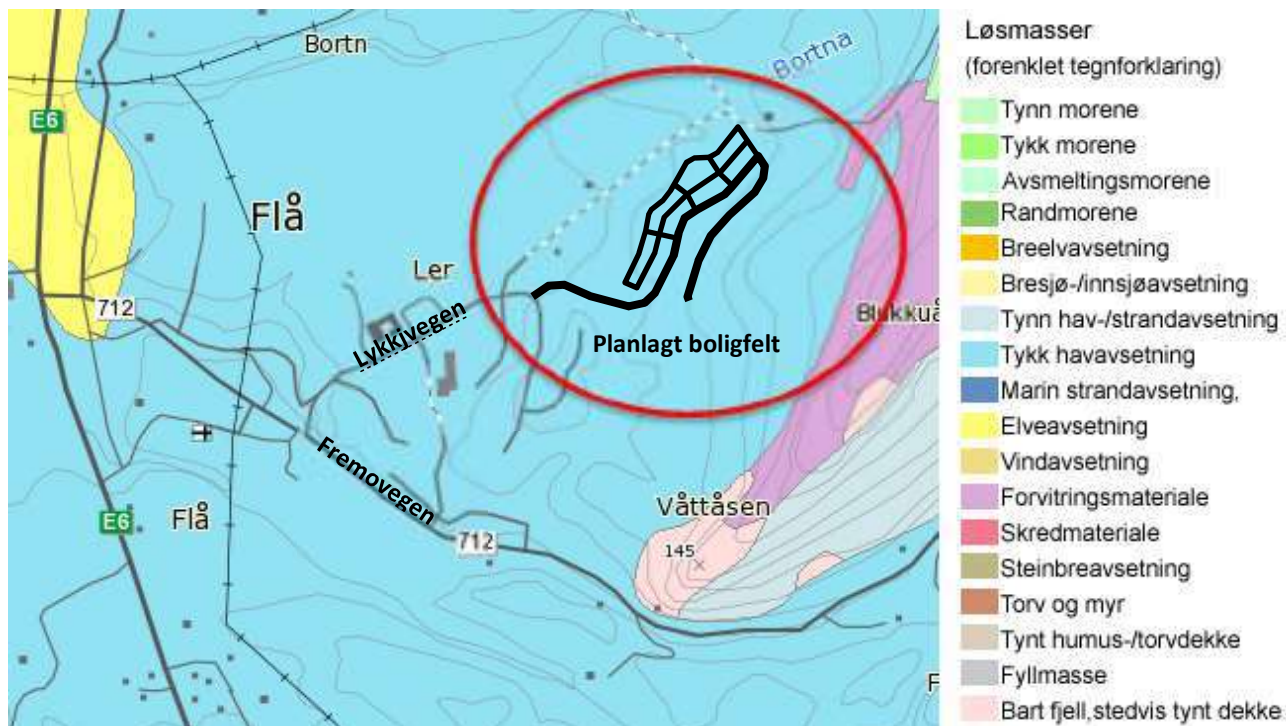 Bortn
Bortna
E6
Flå
Ler
712
Lykkjvegen
Planlagt boligfelt
Fremovegen
Våttåsen
145
Flå
E6
712
F
Løsmasser
(forenklet tegnforklaring)
Tynn morene
Tykk morene
Avsmeltingsmorene
Randmorene
Breelvavsetning
Bresjø-/innsjøavsetning
Tynn hav-/strandavsetning
Tykk havavsetning
Marin strandavsetning,
Elveavsetning
Vindavsetning
Forvitringsmateriale
Skredmateriale
Steinbreavsetning
Torv og myr
Tynt humus-/torvdekke
Fyllmasse
Bart fjell,stedvis tynt dekke